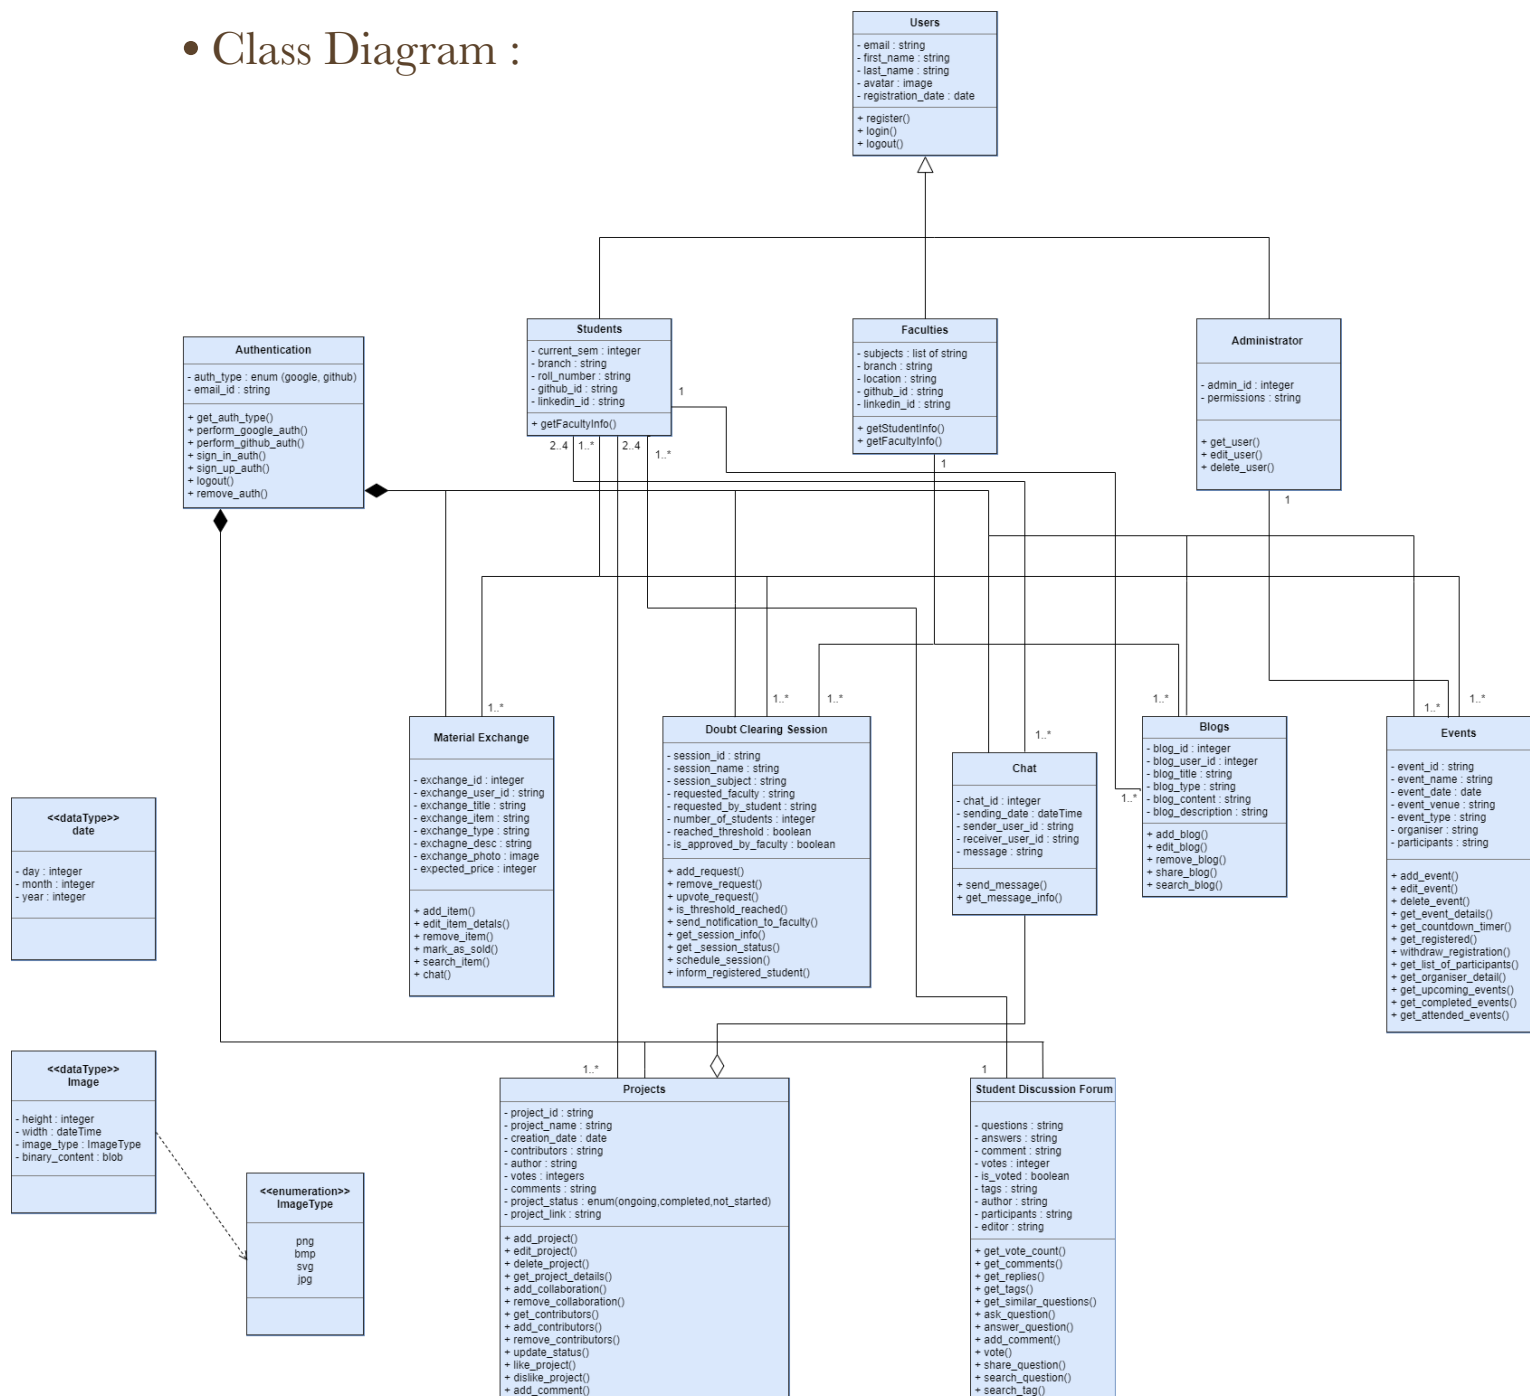 • Class Diagram :
Users
- email : string
- first_name : string
- last_name : string
- avatar : image
- registration_date : date
+ register()
+ login()
+ logout()
Authentication
- auth_type : enum (google, github)
- email_id : string
+ get_auth_type()
+ perform_google_auth()
+ perform_github_auth()
+ sign_in_auth()
+ sign_up_auth()
+ logout()
+ remove_auth()
Students
- current_sem : integer
- branch : string
- roll_number : string
- github_id : string
- linkedin_id : string
+ getFacultyInfo()
1
2..4
1..*
2..4
1..*
Faculties
- subjects : list of string
- branch : string
- location : string
- github_id : string
- linkedin_id : string
+ getStudentInfo()
+ getFacultyInfo()
1
Administrator
- admin_id : integer
- permissions : string
+ get_user()
+ edit_user()
+ delete_user()
1
1..*
Material Exchange
- exchange_id : integer
- exchange_user_id : string
- exchange_title : string
- exchange_item : string
- exchange_type : string
- exchagne_desc : string
- exchange_photo : image
- expected_price : integer
+ add_item()
+ edit_item_detals()
+ remove_item()
+ mark_as_sold()
+ search_item()
+ chat()
1..*
1..*
Doubt Clearing Session
- session_id : string
- session_name : string
- session_subject : string
- requested_faculty : string
- requested_by_student : string
- number_of_students : integer
- reached_threshold : boolean
- is_approved_by_faculty : boolean
+ add_request()
+ remove_request()
+ upvote_request()
+ is_threshold_reached()
+ send_notification_to_faculty()
+ get_session_info()
+ get _session_status()
+ schedule_session()
+ inform_registered_student()
1..*
Chat
- chat_id : integer
- sending_date : dateTime
- sender_user_id : string
- receiver_user_id : string
- message : string
+ send_message()
+ get_message_info()
1..*
1..*
Blogs
- blog_id : integer
- blog_user_id : integer
- blog_title : string
- blog_type : string
- blog_content : string
- blog_description : string
+ add_blog()
+ edit_blog()
+ remove_blog()
+ share_blog()
+ search_blog()
1..*
1..*
Events
- event_id : string
- event_name : string
- event_date : date
- event_venue : string
- event_type : string
- organiser : string
- participants : string
+ add_event()
+ edit_event()
+ delete_event()
+ get_event_details()
+ get_countdown_timer()
+ get_registered()
+ withdraw_registration()
+ get_list_of_participants()
+ get_organiser_detail()
+ get_upcoming_events()
+ get_completed_events()
+ get_attended_events()
<<dataType>>
date
- day : integer
- month : integer
- year : integer
<<dataType>>
Image
- height : integer
- width : dateTime
- image_type : ImageType
- binary_content : blob
<<enumeration>>
ImageType
png
bmp
svg
jpg
1..*
Projects
- project_id : string
- project_name : string
- creation_date : date
- contributors : string
- author : string
- votes : integers
- comments : string
- project_status : enum(ongoing,completed,not_started)
- project_link : string
+ add_project()
+ edit_project()
+ delete_project()
+ get_project_details()
+ add_collaboration()
+ remove_collaboration()
+ get_contributors()
+ add_contributors()
+ remove_contributors()
+ update_status()
+ like_project()
+ dislike_project()
+ add_comment()
1
Student Discussion Forum
- questions : string
- answers : string
- comment : string
- votes : integer
- is_voted : boolean
- tags : string
- author : string
- participants : string
- editor : string
+ get_vote_count()
+ get_comments()
+ get_replies()
+ get_tags()
+ get_similar_questions()
+ ask_question()
+ answer_question()
+ add_comment()
+ vote()
+ share_question()
+ search_question()
+ search_tag()